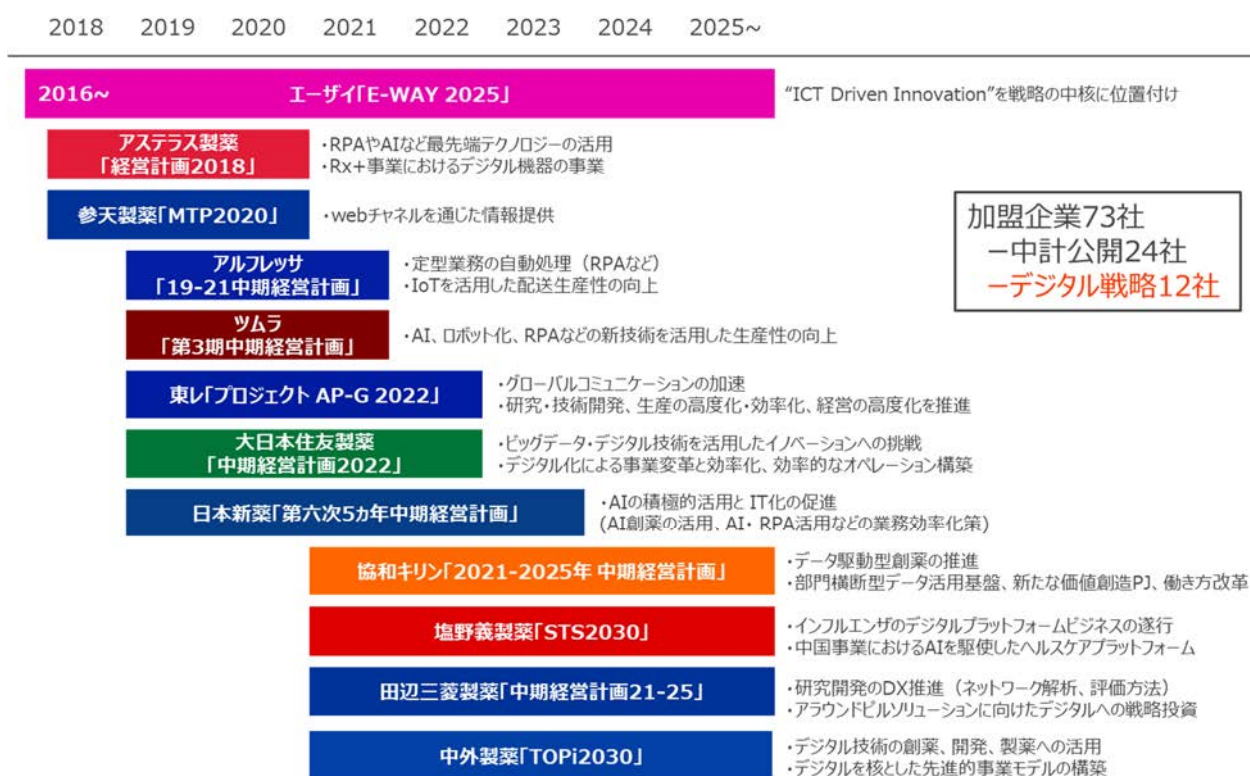 2018 2019 2020 2021 2022 2023 2024 2025~
2016~ エーザイ「E-WAY 2025」 “ICT Driven Innovation”を戦略の中核に位置付け
アステラス製薬
「経営計画2018」
・RPAやAIなど最先端テクノロジーの活用
・Rx+事業におけるデジタル機器の事業
参天製薬「MTP2020」 ・webチャネルを通じた情報提供
加盟企業73社
ー中計公開24社
ーデジタル戦略12社
アルフレッサ
「19-21中期経営計画」
・定型業務の自動処理（RPAなど）
・IoTを活用した配送生産性の向上
ツムラ
「第3期中期経営計画」
・AI、ロボット化、RPAなどの新技術を活用した生産性の向上
東レ「プロジェクト AP-G 2022」
・グローバルコミュニケーションの加速
・研究・技術開発、生産の高度化・効率化、経営の高度化を推進
大日本住友製薬
「中期経営計画2022」
・ビッグデータ・デジタル技術を活用したイノベーションへの挑戦
・デジタル化による事業変革と効率化、効率的なオペレーション構築
日本新薬「第六次5カ年中期経営計画」
・AIの積極的活用と IT化の促進
(AI創薬の活用、AI・ RPA活用などの業務効率化策)
協和キリン「2021-2025年 中期経営計画」
・データ駆動型創薬の推進
・部門横断型データ活用基盤、新たな価値創造PJ、働き方改革
塩野義製薬「STS2030」
・インフルエンザのデジタルプラットフォームビジネスの遂行
・中国事業におけるAIを駆使したヘルスケアプラットフォーム
田辺三菱製薬「中期経営計画21-25」
・研究開発のDX推進（ネットワーク解析、評価方法）
・アラウンドピルソリューションに向けたデジタルへの戦略投資
中外製薬「TOPi2030」
・デジタル技術の創薬、開発、製薬への活用
・デジタルを核とした先進的事業モデルの構築